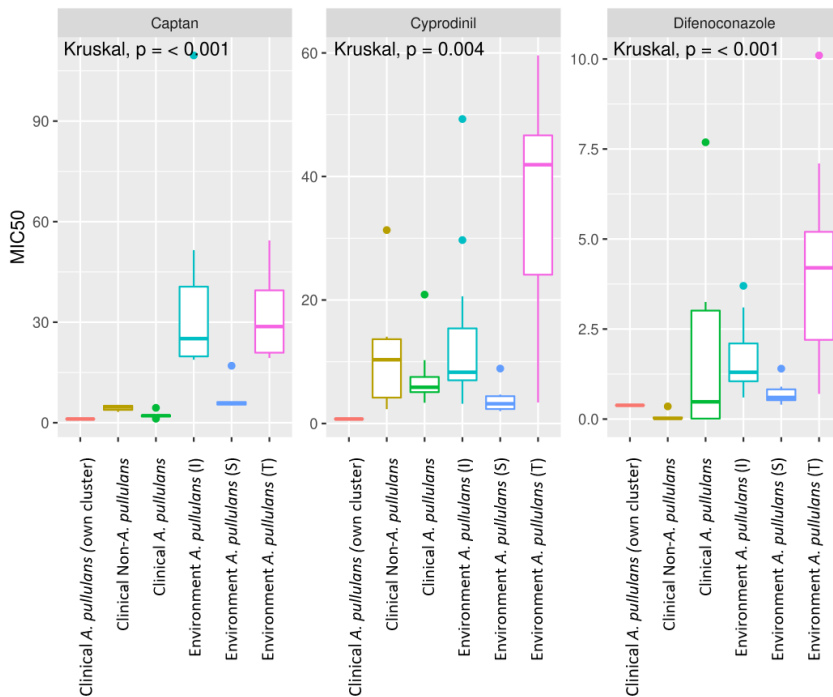 Captan
Cyprodinil
Difenoconazole
Kruskal, p = < 0.001
Kruskal, p = 0.004
Kruskal, p = < 0.001
MIC50
90
60
30
0
60
40
20
0
10.0
7.5
5.0
2.5
0.0
Clinical A. pullulans (own cluster)
Clinical Non-A. pullulans
Clinical A. pullulans
Environment A. pullulans (I)
Environment A. pullulans (S)
Environment A. pullulans (T)
Clinical A. pullulans (own cluster)
Clinical Non-A. pullulans
Clinical A. pullulans
Environment A. pullulans (I)
Environment A. pullulans (S)
Environment A. pullulans (T)
Clinical A. pullulans (own cluster)
Clinical Non-A. pullulans
Clinical A. pullulans
Environment A. pullulans (I)
Environment A. pullulans (S)
Environment A. pullulans (T)